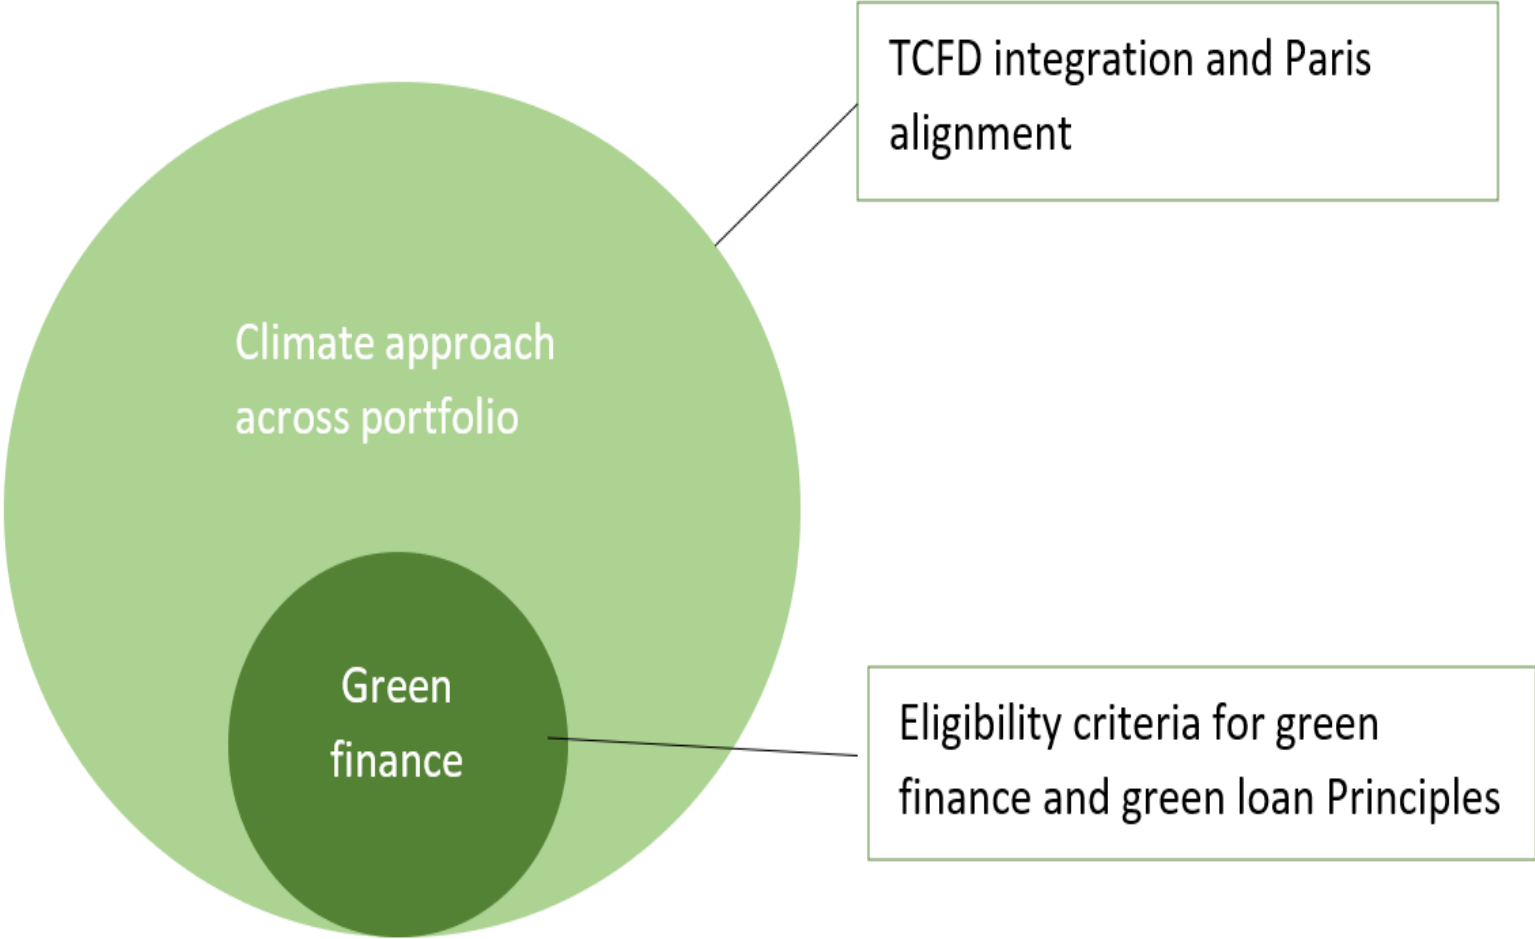 TCFD integration and Paris
alignment
Climate approach
across portfolio
Green
finance
Eligibility criteria for green
finance and green loan Principles